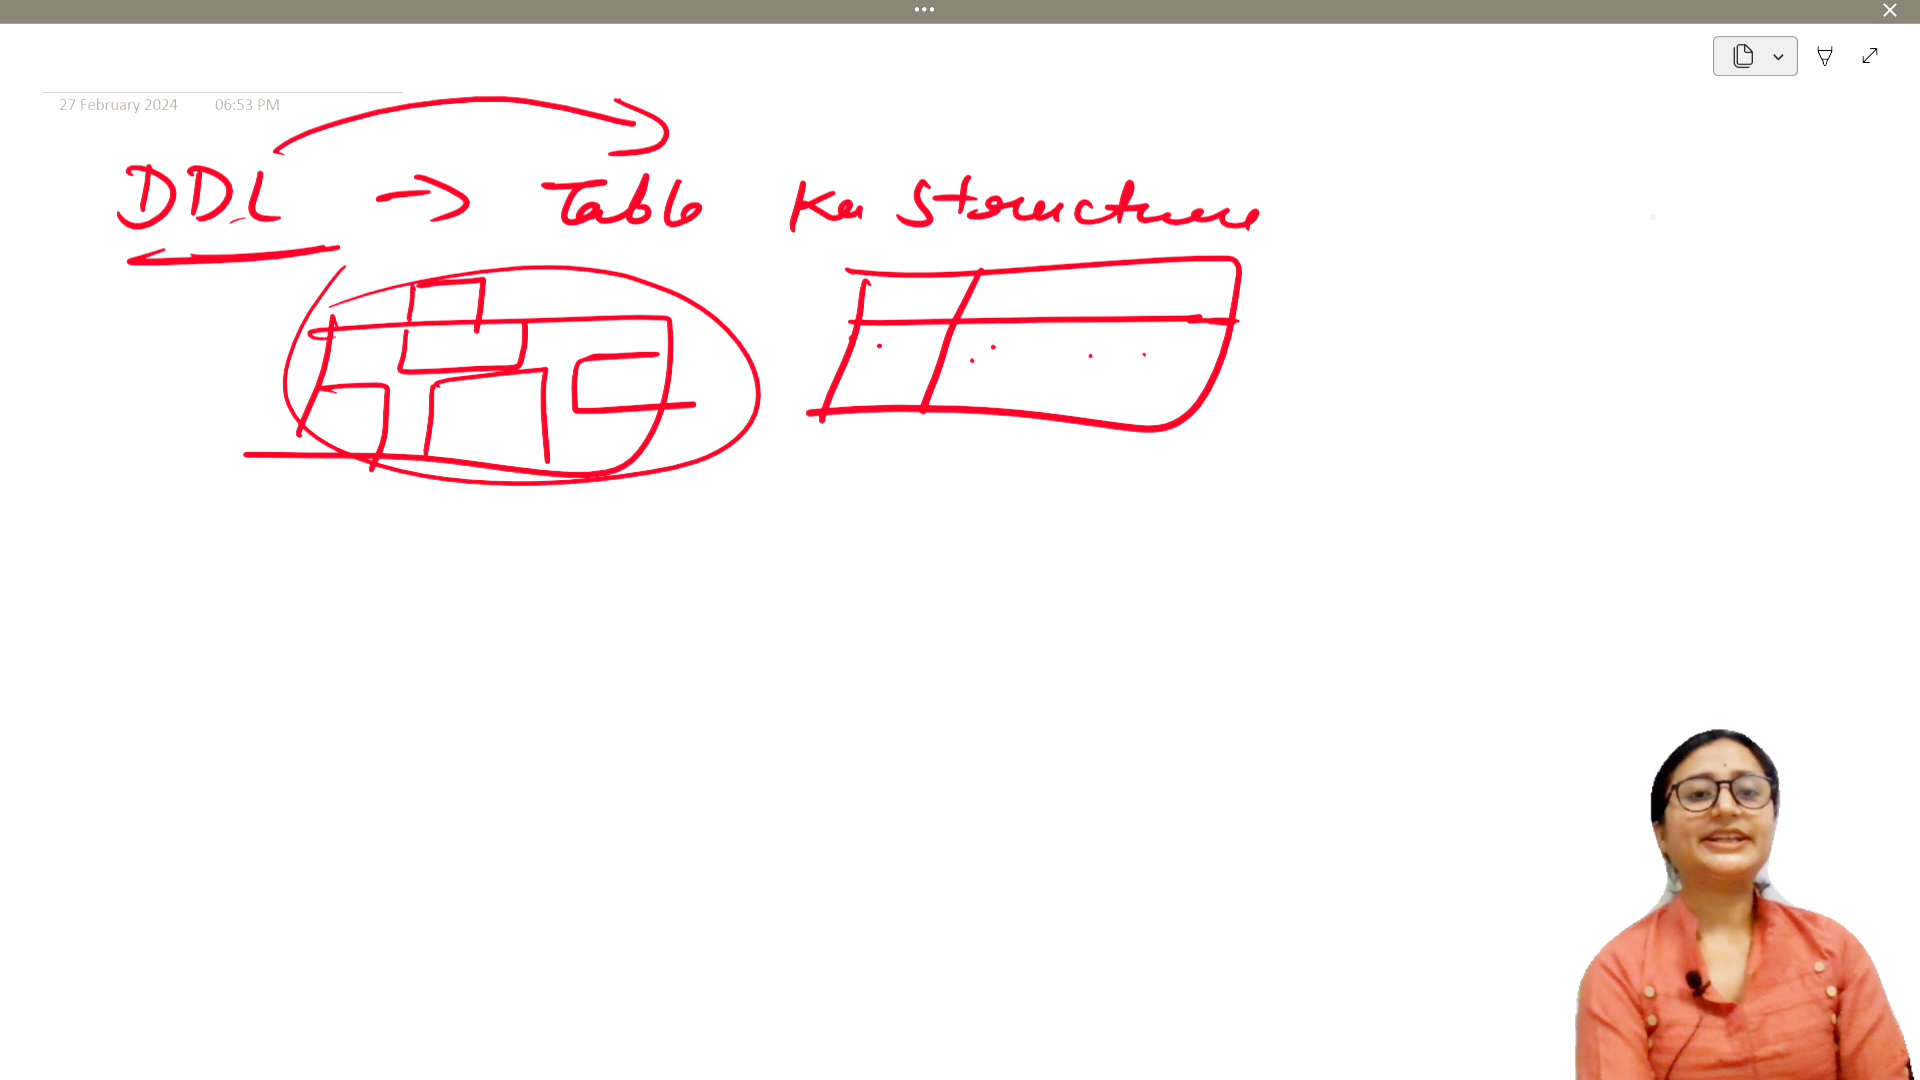 27 February 2024 06:53 PM
DDL → Table Ka Structure